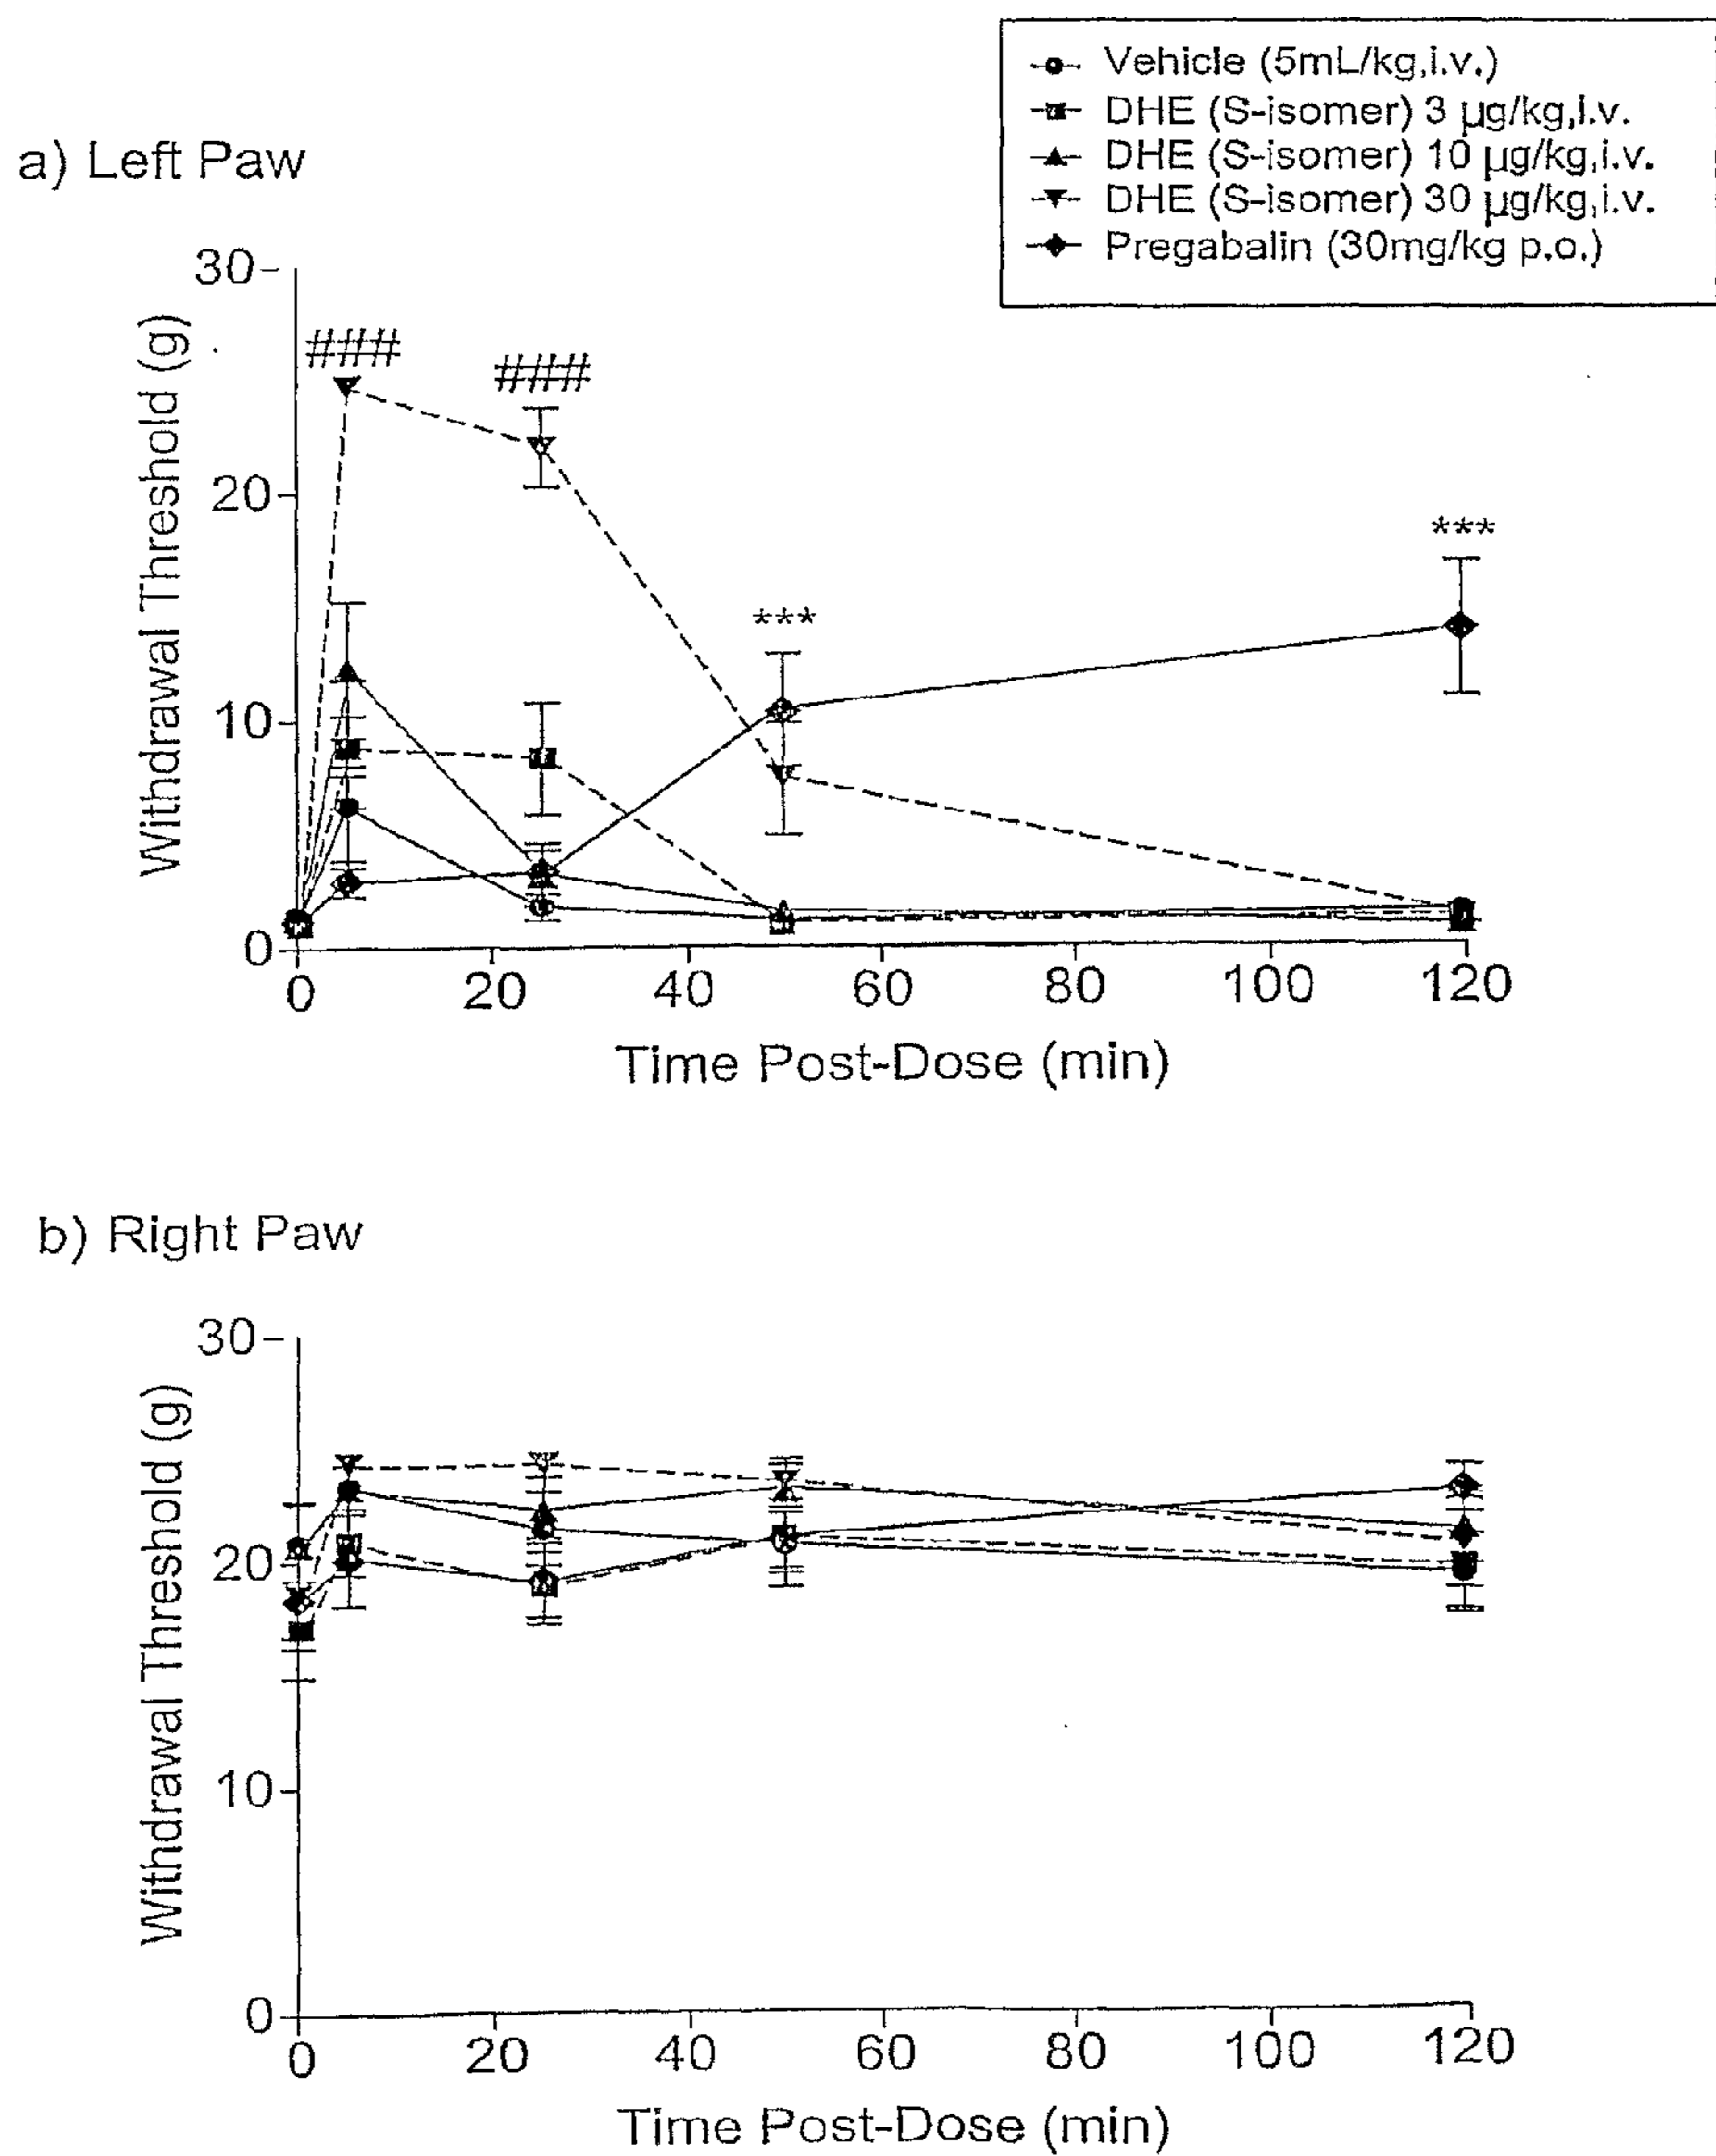 Vehicle (5mL/kg,i.v.)
DHE (S-isomer) 3 µg/kg,i.v.
DHE (S-isomer) 10 µg/kg,i.v.
DHE (S-isomer) 30 µg/kg,i.v.
Pregabalin (30mg/kg p.o.)
a) Left Paw
Withdrawal Threshold (g)
30
20
10
0
###
###
***
***
0 20 40 60 80 100 120
Time Post-Dose (min)
b) Right Paw
Withdrawal Threshold (g)
30
20
10
0
0 20 40 60 80 100 120
Time Post-Dose (min)